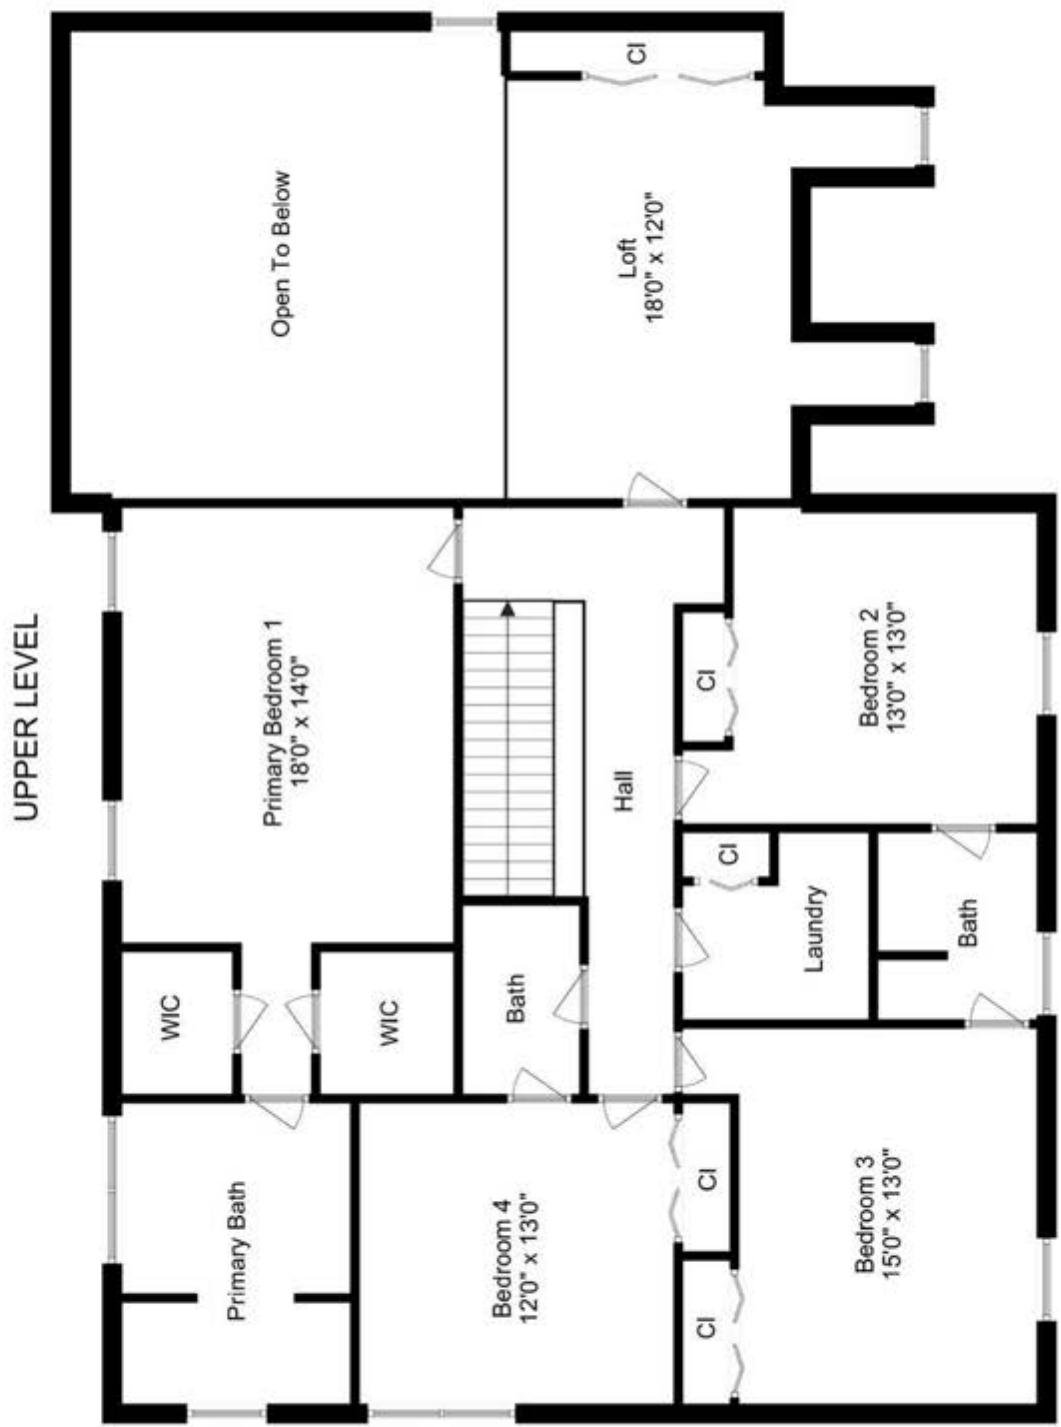 UPPER LEVEL
WIC
Primary Bath
Primary Bedroom 1
18'0" x 14'0"
Open To Below
WIC
Bedroom 4
12'0" x 13'0"
Bath
Hall
Loft
18'0" x 12'0"
Cl
Cl
Cl
Cl
Cl
Laundry
Bedroom 3
15'0" x 13'0"
Bedroom 2
13'0" x 13'0"
Bath